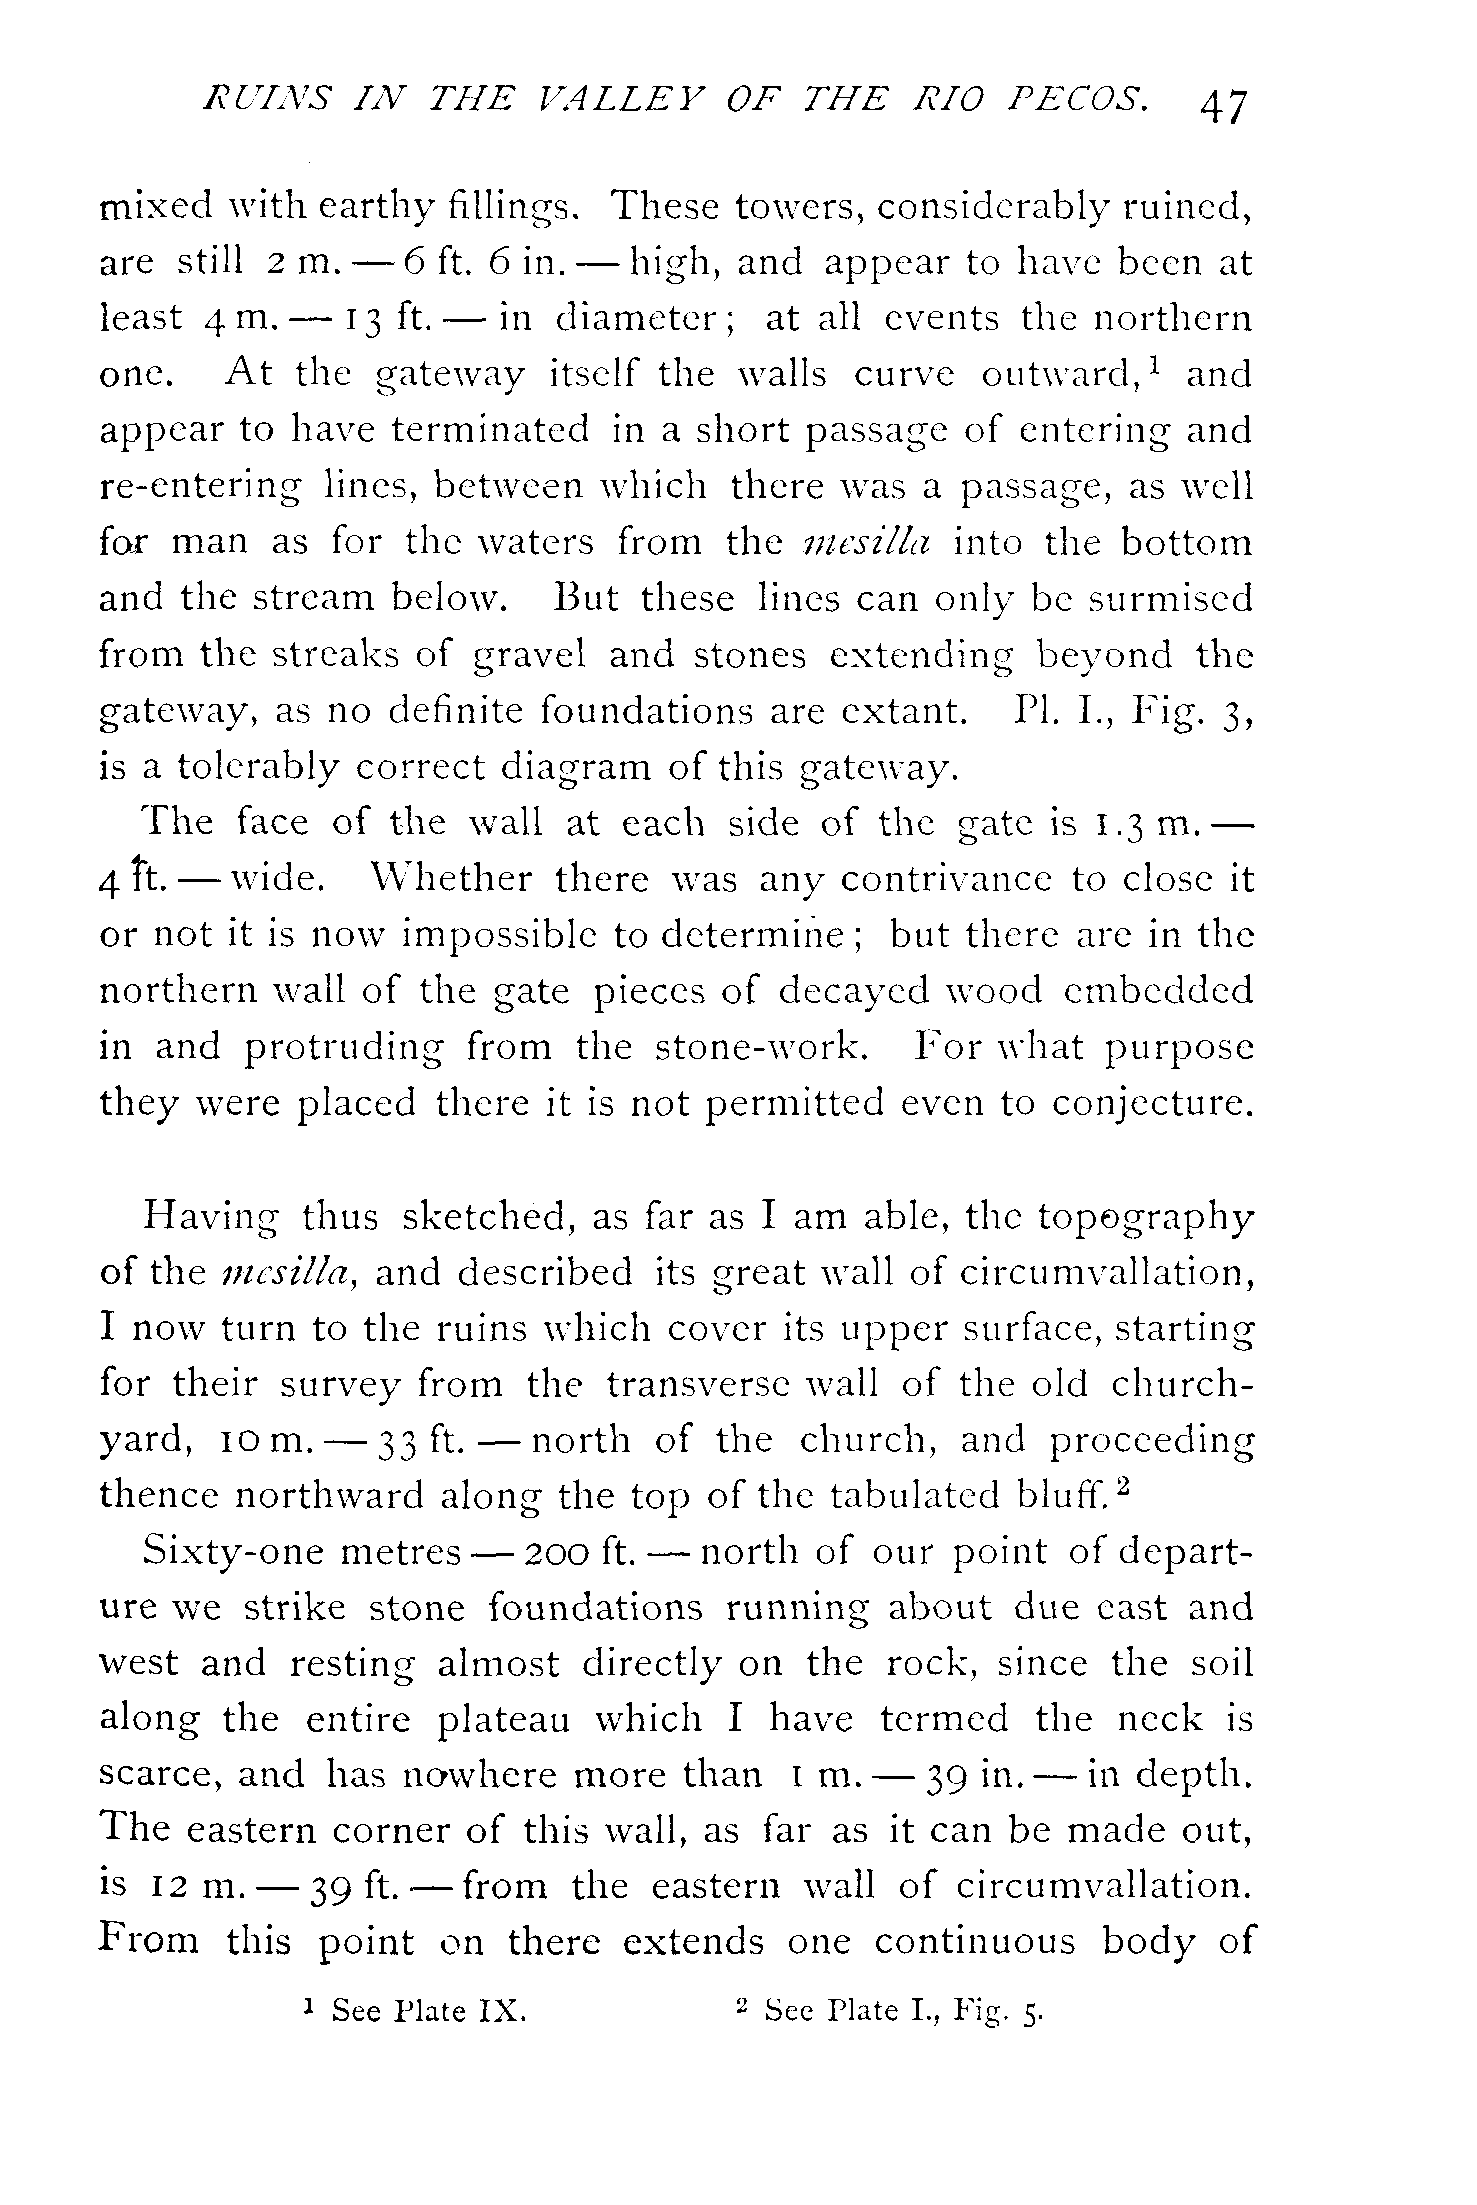 RUINS IN THE VALLEY OF THE RIO PECOS. 47
mixed with earthy fillings. These towers, considerably ruined,
are still 2 m. — 6 ft. 6 in. — high, and appear to have been at
least 4 m. — 13 ft. — in diameter; at all events the northern
one. At the gateway itself the walls curve outward,¹ and
appear to have terminated in a short passage of entering and
re-entering lines, between which there was a passage, as well
for man as for the waters from the mesilla into the bottom
and the stream below. But these lines can only be surmised
from the streaks of gravel and stones extending beyond the
gateway, as no definite foundations are extant. Pl. I., Fig. 3,
is a tolerably correct diagram of this gateway.
The face of the wall at each side of the gate is 1.3 m. —
4 ft. — wide. Whether there was any contrivance to close it
or not it is now impossible to determine; but there are in the
northern wall of the gate pieces of decayed wood embedded
in and protruding from the stone-work. For what purpose
they were placed there it is not permitted even to conjecture.
Having thus sketched, as far as I am able, the topography
of the mesilla, and described its great wall of circumvallation,
I now turn to the ruins which cover its upper surface, starting
for their survey from the transverse wall of the old church-
yard, 10 m. — 33 ft. — north of the church, and proceeding
thence northward along the top of the tabulated bluff.²
Sixty-one metres — 200 ft. — north of our point of depart-
ure we strike stone foundations running about due east and
west and resting almost directly on the rock, since the soil
along the entire plateau which I have termed the neck is
scarce, and has nowhere more than 1 m. — 39 in. — in depth.
The eastern corner of this wall, as far as it can be made out,
is 12 m. — 39 ft. — from the eastern wall of circumvallation.
From this point on there extends one continuous body of
¹ See Plate IX. ² See Plate I., Fig. 5.